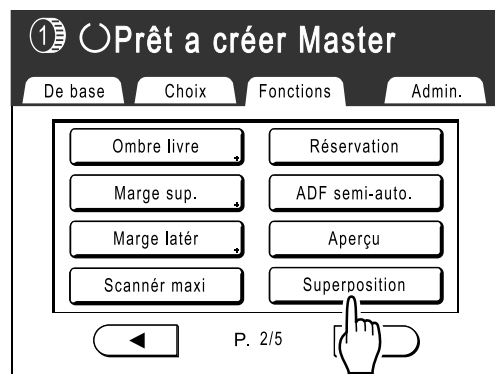 1 Prêt a créer Master
De base Choix Fonctions Admin.
Ombre livre Réservation
Marge sup. ADF semi-auto.
Marge latér Aperçu
Scannér maxi Superposition
P. 2/5